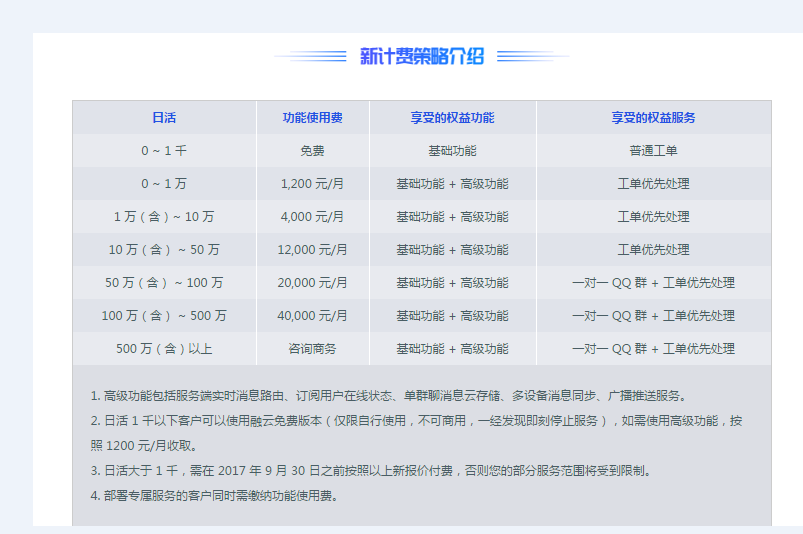 新计费策略介绍
日活 功能使用费 享受的权益功能 享受的权益服务
0 ~ 1 千 免费 基础功能 普通工单
0 ~ 1 万 1,200 元/月 基础功能 + 高级功能 工单优先处理
1 万（含）~ 10 万 4,000 元/月 基础功能 + 高级功能 工单优先处理
10 万（含） ~ 50 万 12,000 元/月 基础功能 + 高级功能 工单优先处理
50 万（含） ~ 100 万 20,000 元/月 基础功能 + 高级功能 一对一 QQ 群 + 工单优先处理
100 万（含） ~ 500 万 40,000 元/月 基础功能 + 高级功能 一对一 QQ 群 + 工单优先处理
500 万（含）以上 咨询商务 基础功能 + 高级功能 一对一 QQ 群 + 工单优先处理
1. 高级功能包括服务端实时消息路由、订阅用户在线状态、单群聊消息云存储、多设备消息同步、广播推送服务。
2. 日活 1 千以下客户可以使用融云免费版本（仅限自行使用，不可商用，一经发现即刻停止服务），如需使用高级功能，按
照 1200 元/月收取。
3. 日活大于 1 千，需在 2017 年 9 月 30 日之前按照以上新报价付费，否则您的部分服务范围将受到限制。
4. 部署专属服务的客户同时需缴纳功能使用费。